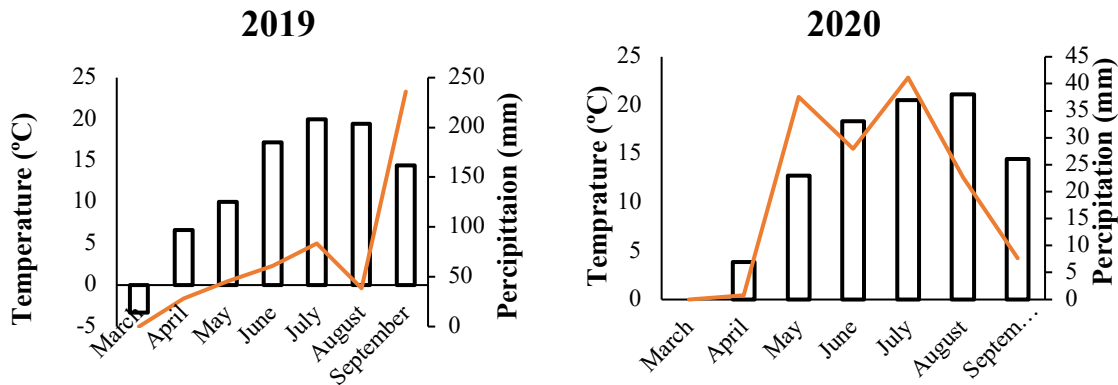 2019
Temperature (ºC)
25
20
15
10
5
0
-5
250
200
150
100
50
0
Percipittaion (mm)
March
April
May
June
July
August
September
2020
Temprature (ºC)
25
20
15
10
5
0
45
40
35
30
25
20
15
10
5
0
Percipitation (mm)
March
April
May
June
July
August
Septem...